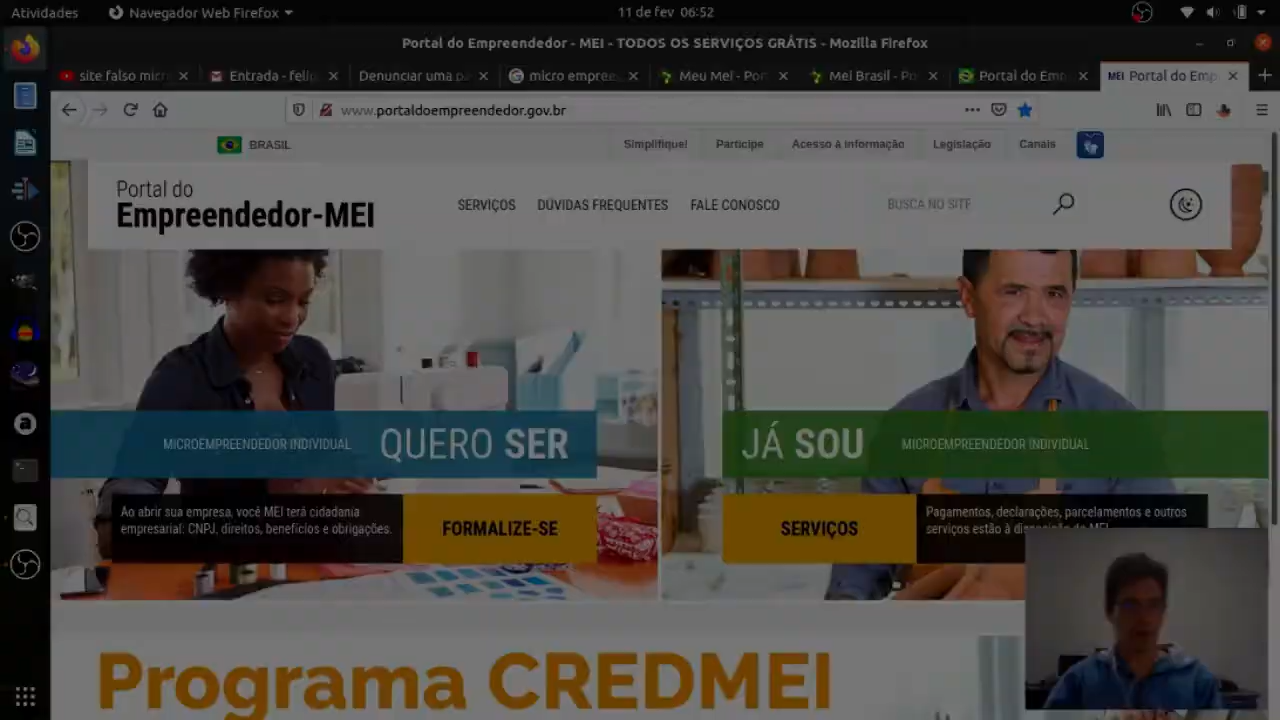 Atividades
Navegador Web Firefox
11 de fev 06:52
Portal do Empreendedor - MEI - TODOS OS SERVIÇOS GRÁTIS - Mozilla Firefox
site falso micr
Entrada - felip
Denunciar uma pa
micro empree
Meu Mei - Por
Mei Brasil - Po
Portal do Emp
MEI Portal do Emp
www.portaldoempreendedor.gov.br
BRASIL
Simplifique!
Participe
Acesso à informação
Legislação
Canais
Portal do
Empreendedor-MEI
SERVIÇOS
DÚVIDAS FREQUENTES
FALE CONOSCO
BUSCA NO SITE
MICROEMPREENDEDOR INDIVIDUAL
QUERO SER
JÁ SOU
MICROEMPREENDEDOR INDIVIDUAL
Ao abrir sua empresa, você MEI terá cidadania
empresarial: CNPJ, direitos, benefícios e obrigações.
FORMALIZE-SE
SERVIÇOS
Pagamentos, declarações, parcelamentos e outros
serviços estão à disposição do MEI
Programa CREDMEI